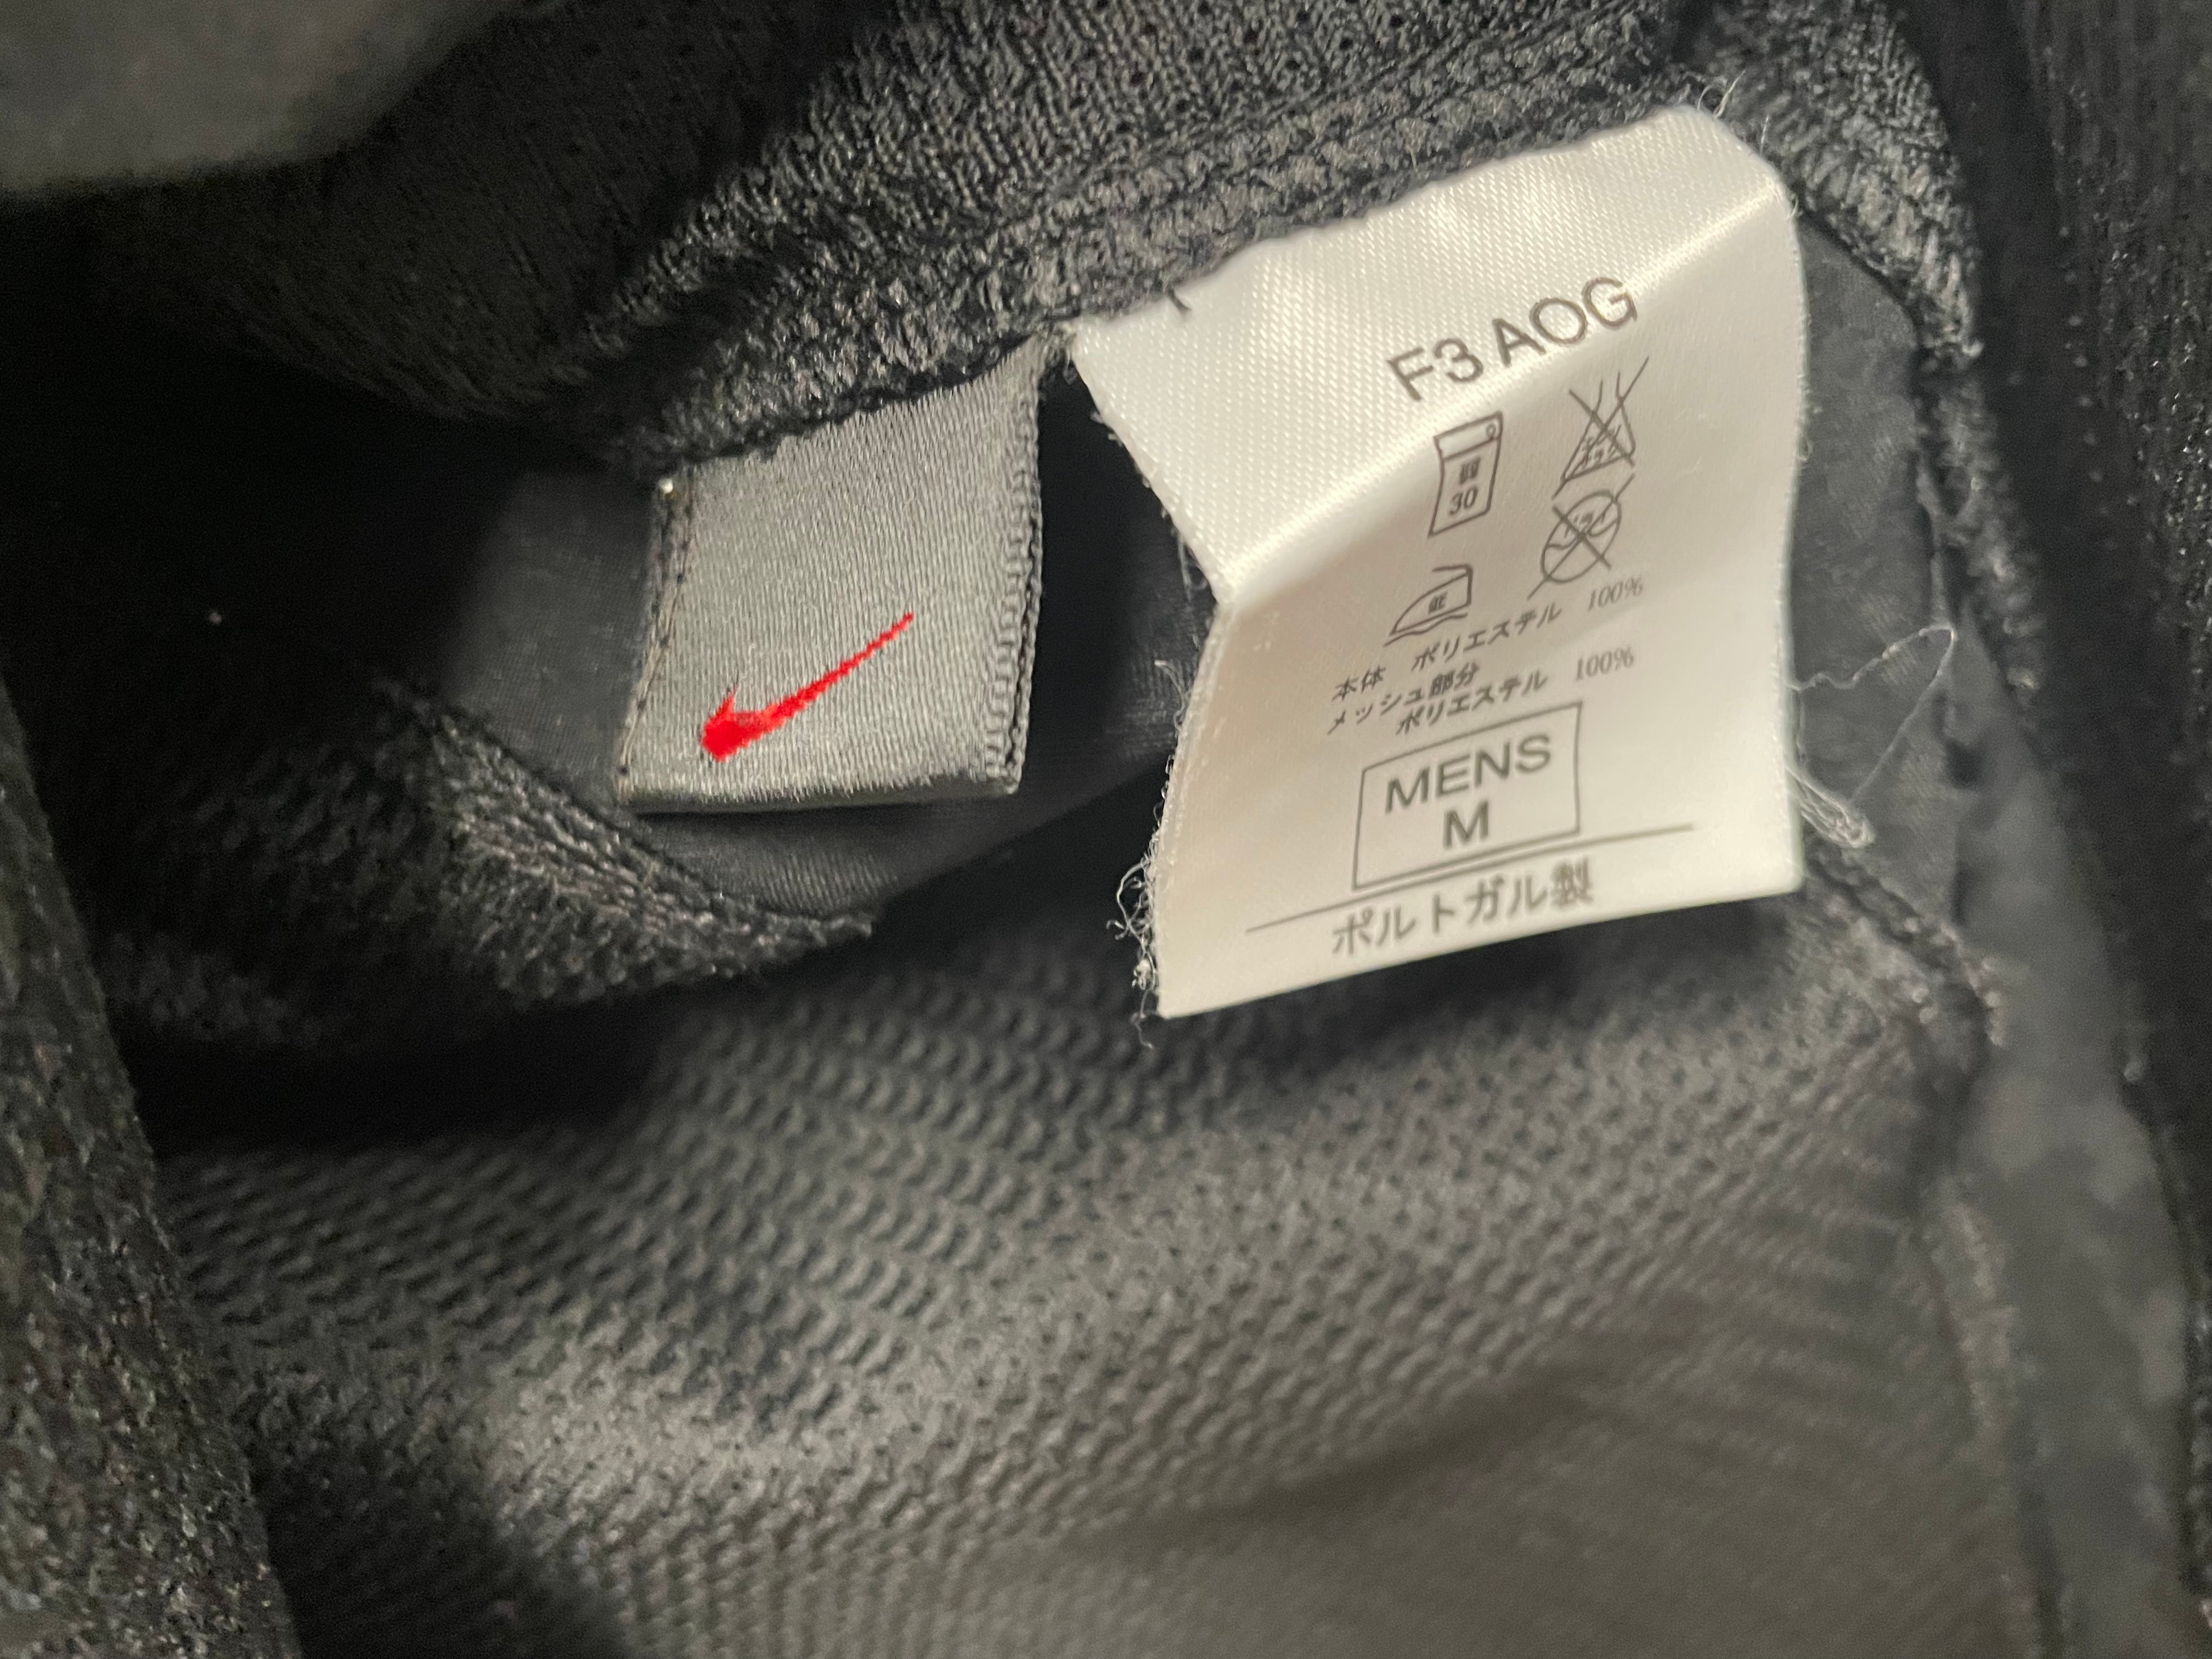 F3 AOG
30
本体 ポリエステル 100%
メッシュ部分
ポリエステル 100%
MENS
M
ポルトガル製